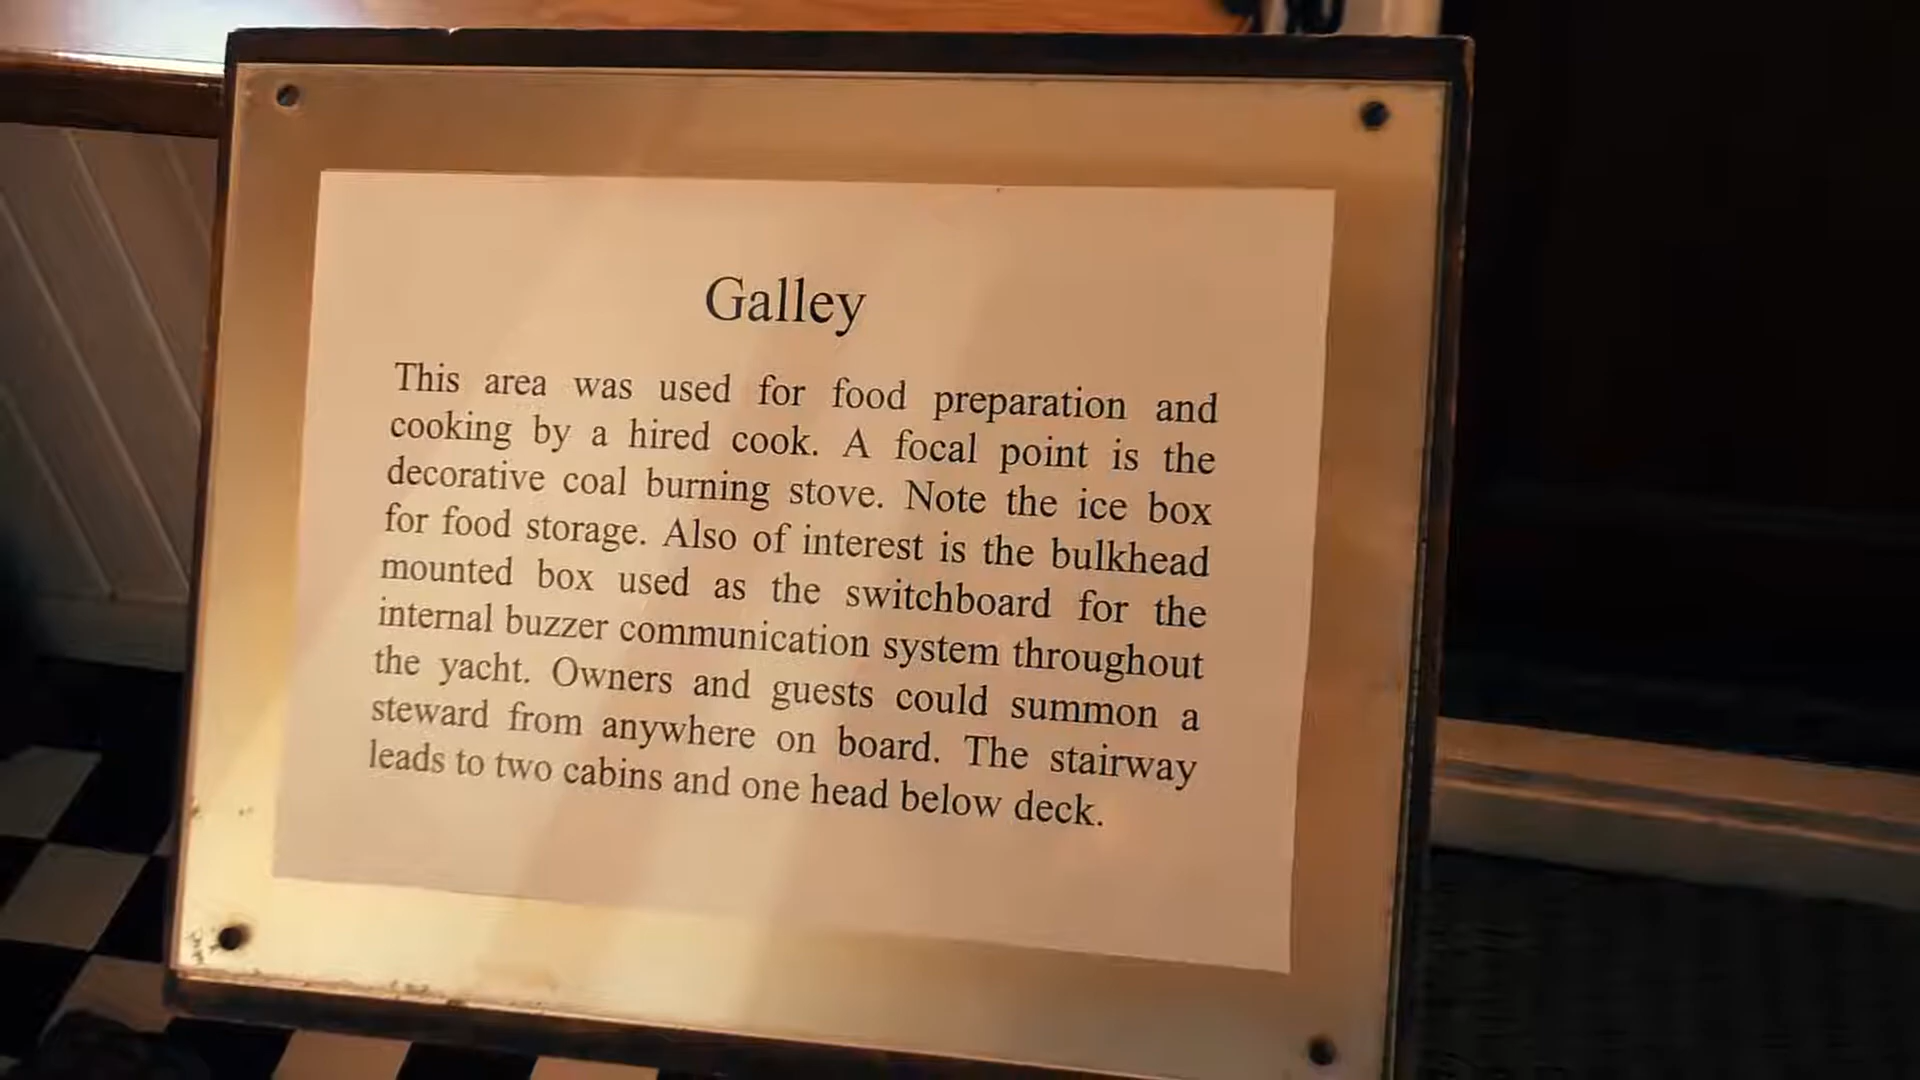 Galley
This area was used for food preparation and
cooking by a hired cook. A focal point is the
decorative coal burning stove. Note the ice box
for food storage. Also of interest is the bulkhead
mounted box used as the switchboard for the
internal buzzer communication system throughout
the yacht. Owners and guests could summon a
steward from anywhere on board. The stairway
leads to two cabins and one head below deck.